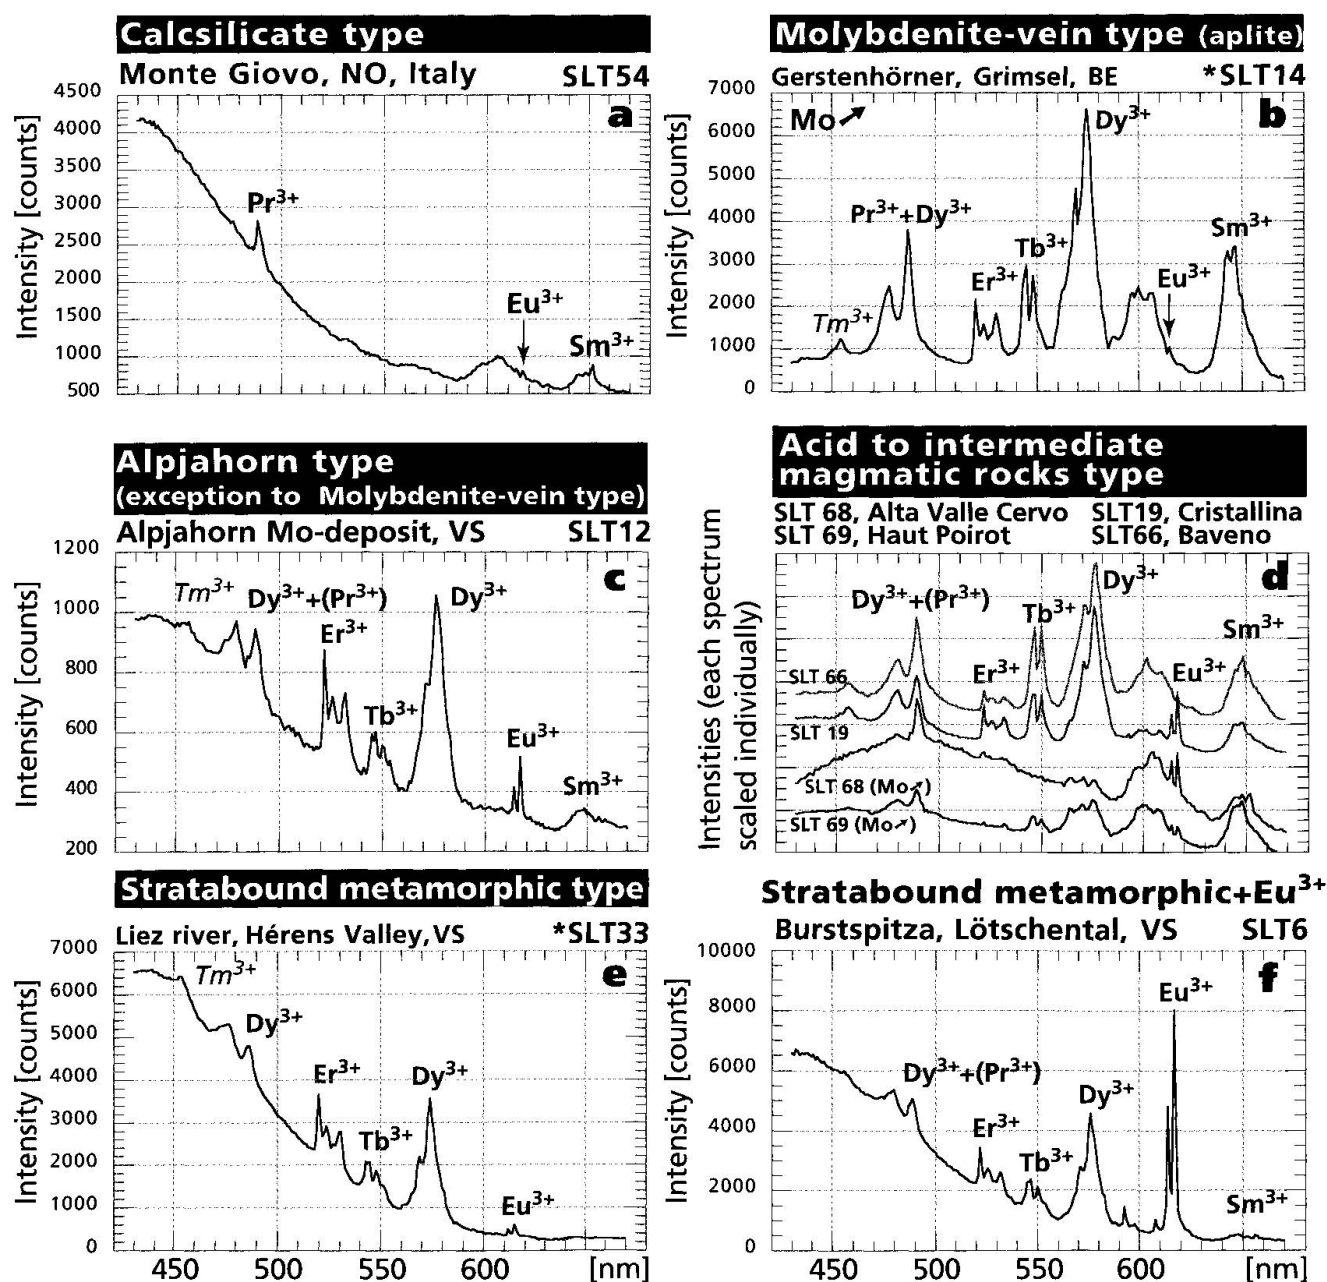 Calcsilicate type
Monte Giovo, NO, Italy SLT54
Intensity [counts]
4500
4000
3500
3000
2500
2000
1500
1000
500
a
Pr³⁺
Eu³⁺
Sm³⁺
Molybdenite-vein type (aplite)
Gerstenhörner, Grimsel, BE *SLT14
Intensity [counts]
7000
6000
5000
4000
3000
2000
1000
0
Mo↗
b
Dy³⁺
Pr³⁺+Dy³⁺
Tb³⁺
Sm³⁺
Er³⁺
Eu³⁺
Tm³⁺
Alpjahorn type
(exception to Molybdenite-vein type)
Alpjahorn Mo-deposit, VS SLT12
Intensity [counts]
1200
1000
800
600
400
200
c
Tm³⁺
Dy³⁺+(Pr³⁺)
Dy³⁺
Er³⁺
Tb³⁺
Eu³⁺
Sm³⁺
Acid to intermediate
magmatic rocks type
SLT 68, Alta Valle Cervo SLT19, Cristallina
SLT 69, Haut Poirot SLT66, Baveno
Intensities (each spectrum
scaled individually)
d
Dy³⁺
Dy³⁺+(Pr³⁺)
Tb³⁺
Sm³⁺
Er³⁺
Eu³⁺
SLT 66
SLT 19
SLT 68 (Mo↗)
SLT 69 (Mo↗)
Stratabound metamorphic type
Liez river, Hérens Valley, VS *SLT33
Intensity [counts]
7000
6000
5000
4000
3000
2000
1000
0
e
Tm³⁺
Dy³⁺
Er³⁺
Dy³⁺
Tb³⁺
Eu³⁺
450 500 550 600 [nm]
Stratabound metamorphic+Eu³⁺
Burstspitza, Lötschental, VS SLT6
Intensity [counts]
10000
8000
6000
4000
2000
0
f
Eu³⁺
Dy³⁺+(Pr³⁺)
Dy³⁺
Er³⁺
Tb³⁺
Sm³⁺
450 500 550 600 [nm]